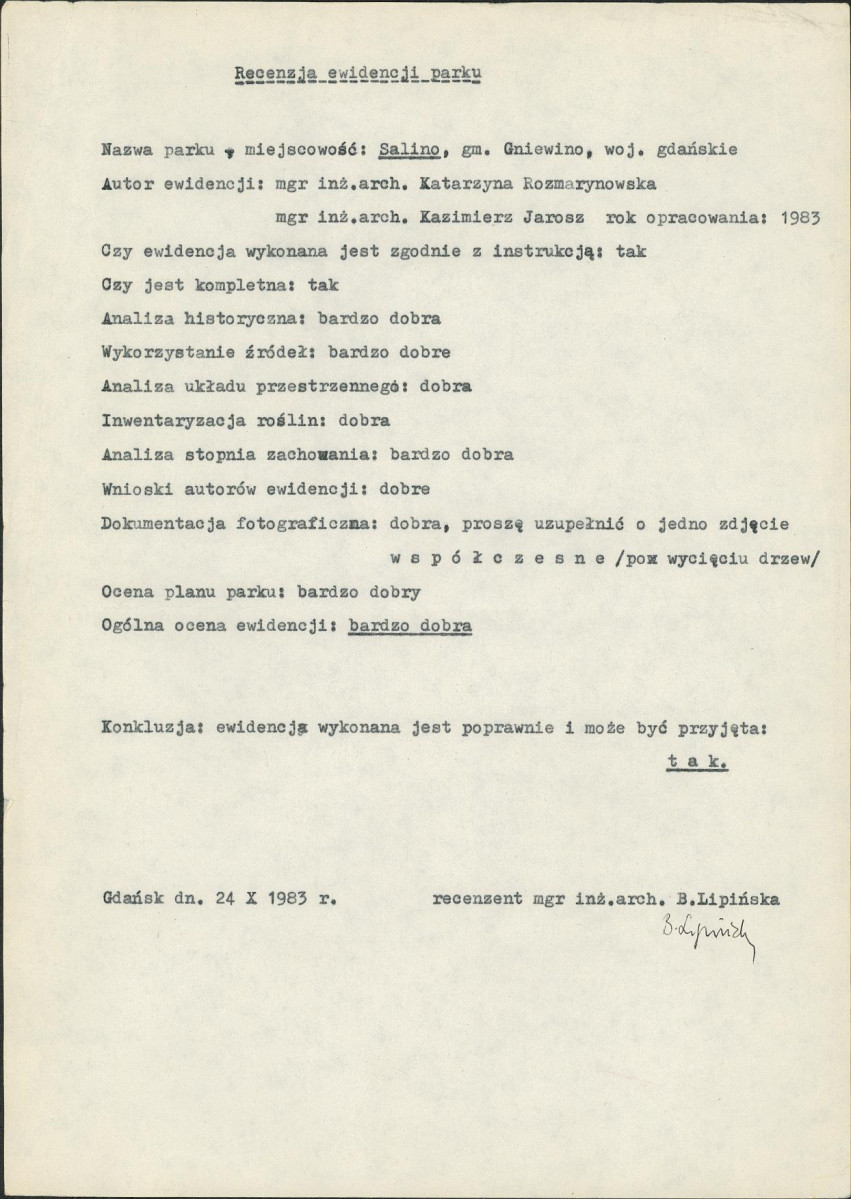 Recenzja ewidencji parku
Nazwa parku, miejscowość: Salino, gm. Gniewino, woj. gdańskie
Autor ewidencji: mgr inż.arch. Katarzyna Rozmarynowska
mgr inż.arch. Kazimierz Jarosz rok opracowania: 1983
Czy ewidencja wykonana jest zgodnie z instrukcją: tak
Czy jest kompletna: tak
Analiza historyczna: bardzo dobra
Wykorzystanie źródeł: bardzo dobre
Analiza układu przestrzennego: dobra
Inwentaryzacja roślin: dobra
Analiza stopnia zachowania: bardzo dobra
Wnioski autorów ewidencji: dobre
Dokumentacja fotograficzna: dobra, proszę uzupełnić o jedno zdjęcie
w s p ó ł c z e s n e /pox wycięciu drzew/
Ocena planu parku: bardzo dobry
Ogólna ocena ewidencji: bardzo dobra
Konkluzja: ewidencja wykonana jest poprawnie i może być przyjęta:
t a k.
Gdańsk dn. 24 X 1983 r. recenzent mgr inż.arch. B.Lipińska
B.Lipińska